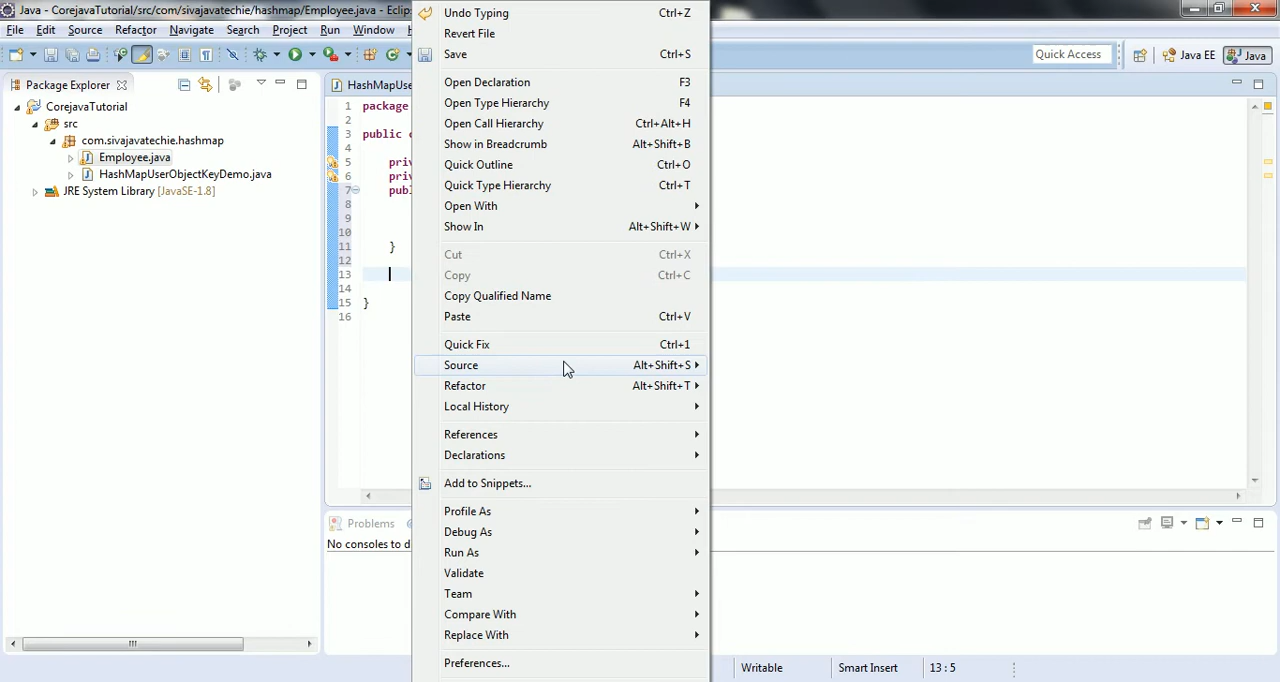 Java - CorejavaTutorial/src/com/sivajavatechie/hashmap/Employee.java - Eclip
File Edit Source Refactor Navigate Search Project Run Window
Quick Access Java EE Java
Package Explorer
CorejavaTutorial
src
com.sivajavatechie.hashmap
Employee.java
HashMapUserObjectKeyDemo.java
JRE System Library [JavaSE-1.8]
HashMapUse
1 package
2
3 public c
4
5 priv
6 priv
7 publ
8
9
10
11 }
12
13
14
15 }
16
Undo Typing Ctrl+Z
Revert File
Save Ctrl+S
Open Declaration F3
Open Type Hierarchy F4
Open Call Hierarchy Ctrl+Alt+H
Show in Breadcrumb Alt+Shift+B
Quick Outline Ctrl+O
Quick Type Hierarchy Ctrl+T
Open With
Show In Alt+Shift+W
Cut Ctrl+X
Copy Ctrl+C
Copy Qualified Name
Paste Ctrl+V
Quick Fix Ctrl+1
Source Alt+Shift+S
Refactor Alt+Shift+T
Local History
References
Declarations
Add to Snippets...
Profile As
Debug As
Run As
Validate
Team
Compare With
Replace With
Preferences...
Problems
No consoles to d
Writable Smart Insert 13 : 5